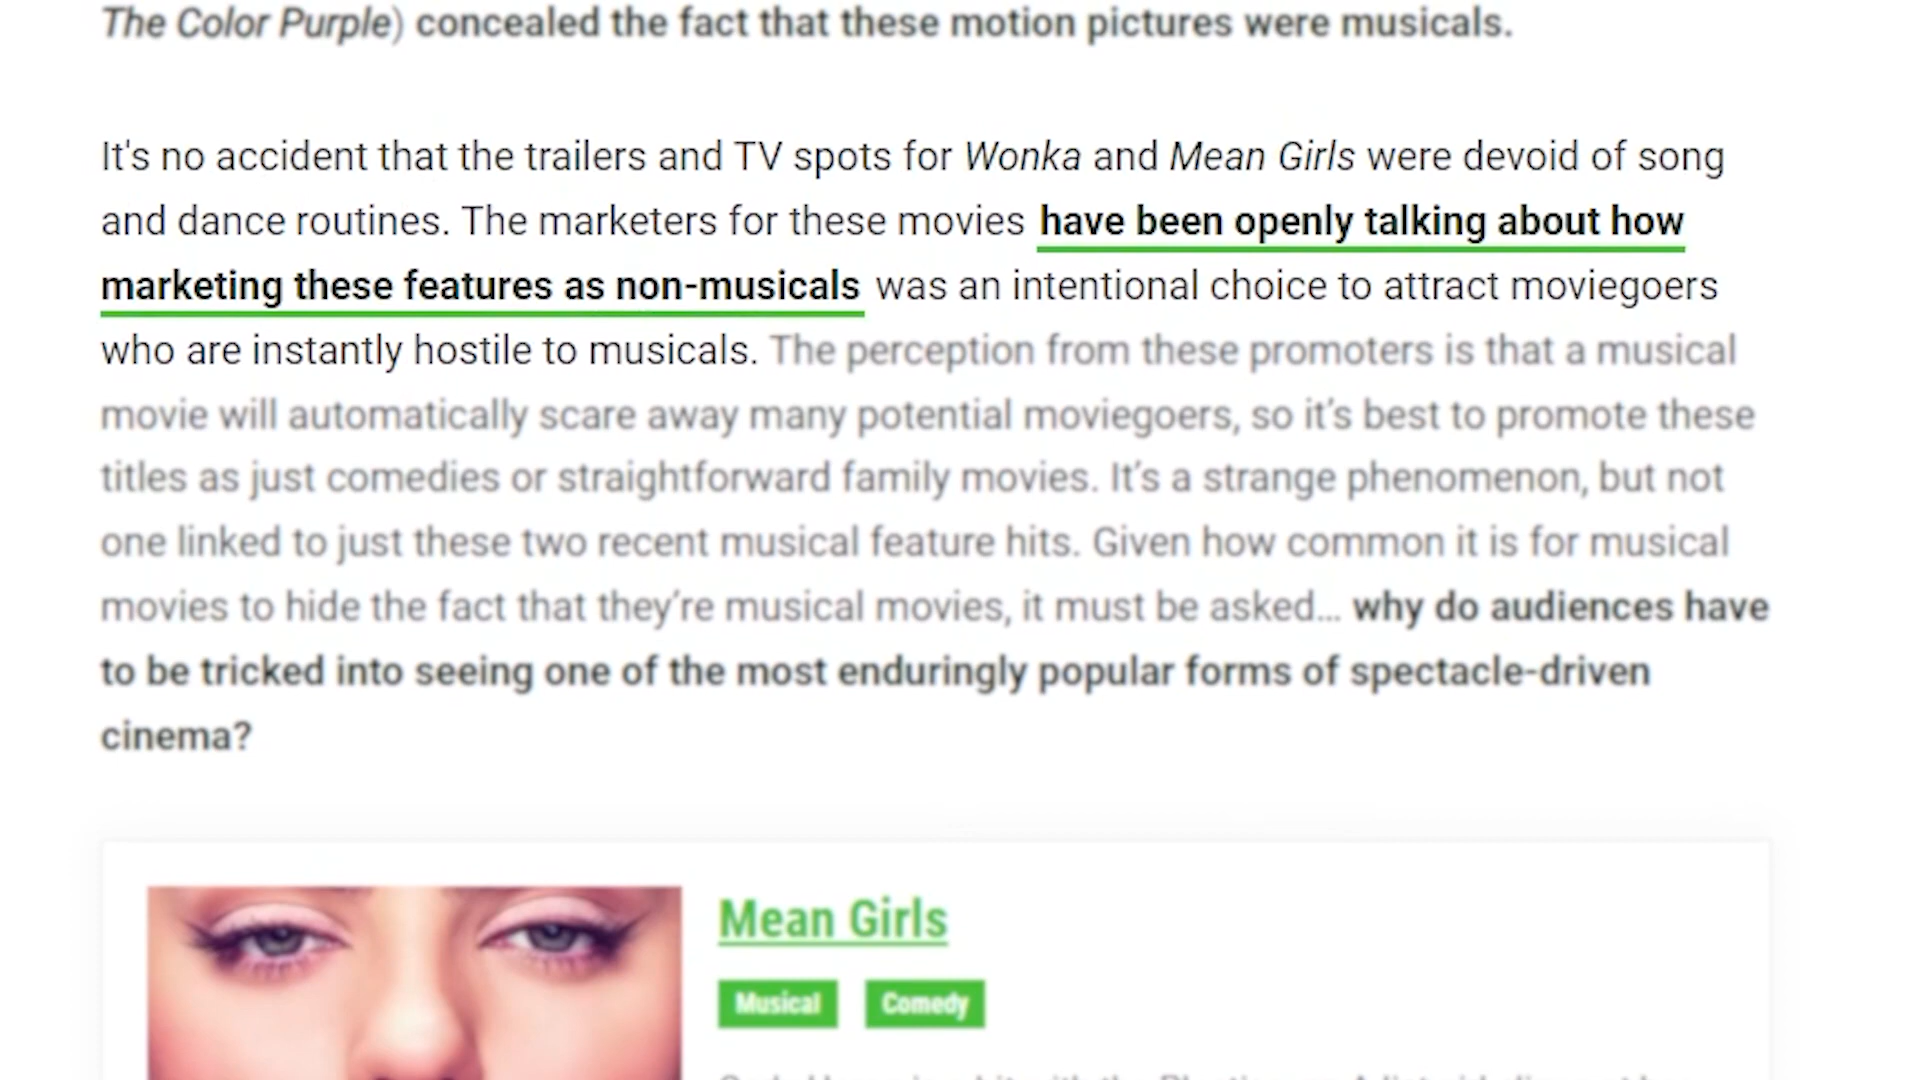 The Color Purple) concealed the fact that these motion pictures were musicals.
It's no accident that the trailers and TV spots for Wonka and Mean Girls were devoid of song
and dance routines. The marketers for these movies have been openly talking about how
marketing these features as non-musicals was an intentional choice to attract moviegoers
who are instantly hostile to musicals. The perception from these promoters is that a musical
movie will automatically scare away many potential moviegoers, so it’s best to promote these
titles as just comedies or straightforward family movies. It’s a strange phenomenon, but not
one linked to just these two recent musical feature hits. Given how common it is for musical
movies to hide the fact that they’re musical movies, it must be asked… why do audiences have
to be tricked into seeing one of the most enduringly popular forms of spectacle-driven
cinema?
Mean Girls
Musical Comedy